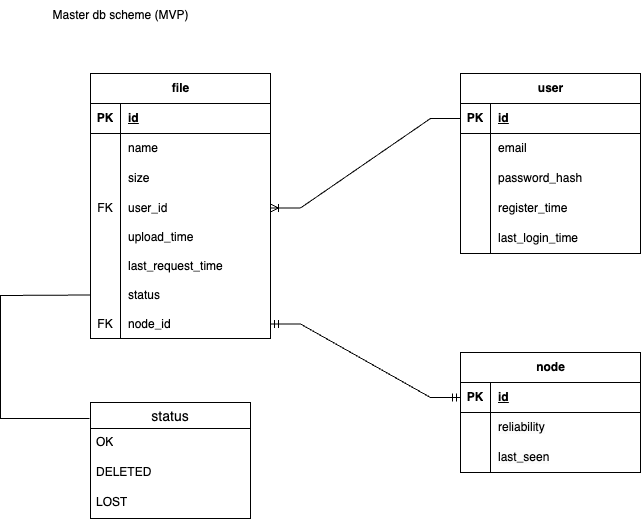 Master db scheme (MVP)
file
PK id
name
size
FK user_id
upload_time
last_request_time
status
FK node_id
user
PK id
email
password_hash
register_time
last_login_time
status
OK
DELETED
LOST
node
PK id
reliability
last_seen